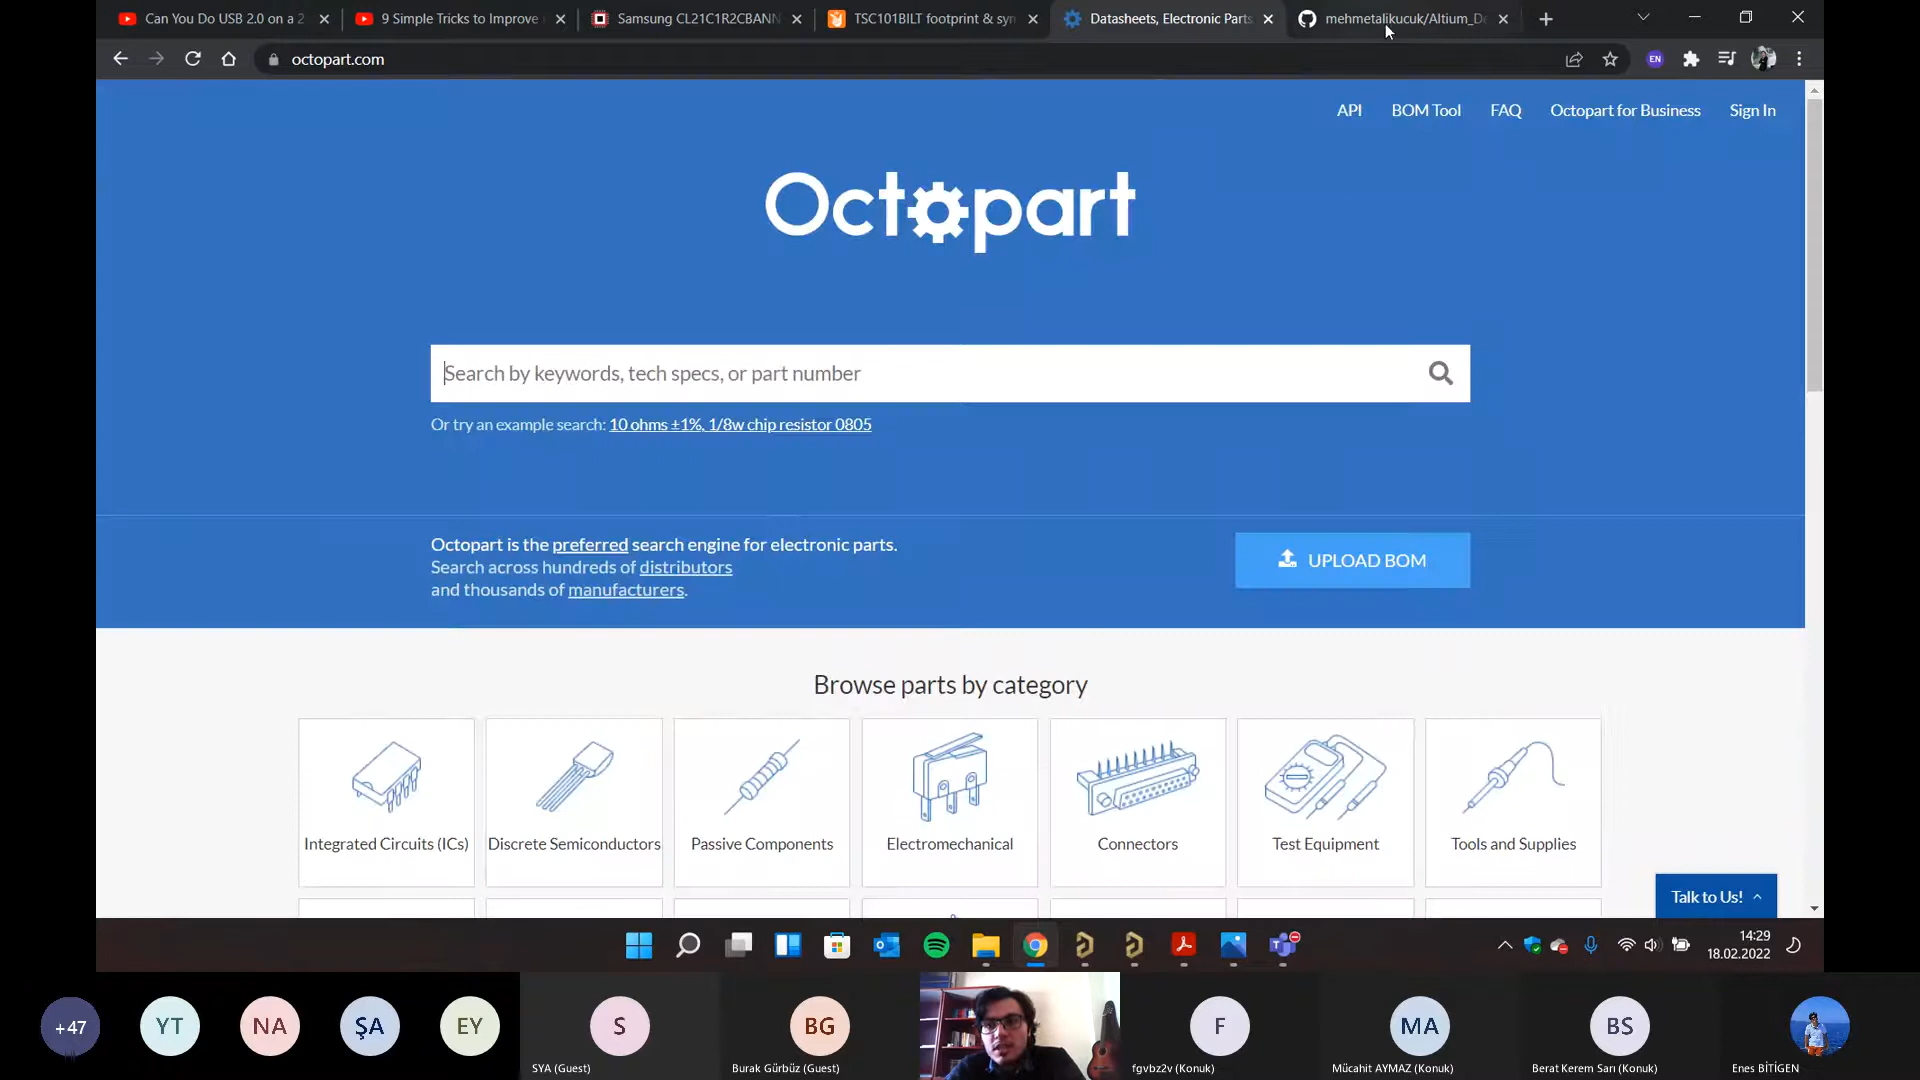 Can You Do USB 2.0 on a 2
9 Simple Tricks to Improve
Samsung CL21C1R2CBANN
TSC101BILT footprint & sym
Datasheets, Electronic Parts
mehmetalikucuk/Altium_De
octopart.com
EN
API
BOM Tool
FAQ
Octopart for Business
Sign In
Octopart
Search by keywords, tech specs, or part number
Or try an example search: 10 ohms ±1%, 1/8w chip resistor 0805
Octopart is the preferred search engine for electronic parts.
Search across hundreds of distributors
and thousands of manufacturers.
UPLOAD BOM
Browse parts by category
Integrated Circuits (ICs)
Discrete Semiconductors
Passive Components
Electromechanical
Connectors
Test Equipment
Tools and Supplies
Talk to Us!
14:29
18.02.2022
+47
YT
NA
ŞA
EY
S
BG
F
MA
BS
SYA (Guest)
Burak Gürbüz (Guest)
fgvbz2v (Konuk)
Mücahit AYMAZ (Konuk)
Berat Kerem Sarı (Konuk)
Enes BİTİGEN